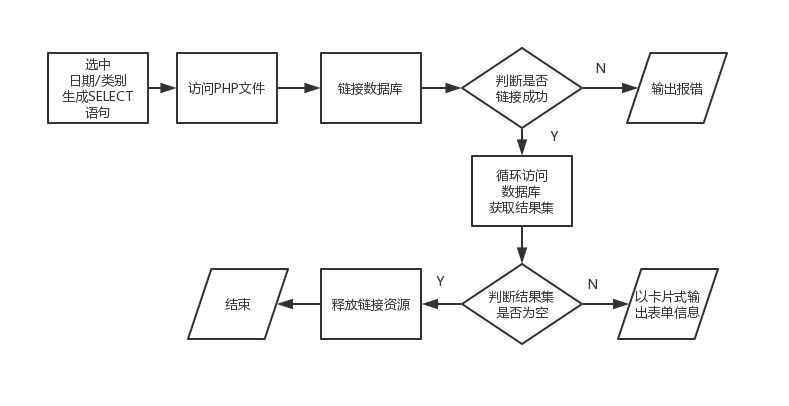 选中
日期/类别
生成SELECT
语句
访问PHP文件
链接数据库
判断是否
链接成功
N
输出报错
Y
循环访问
数据库
获取结果集
判断结果集
是否为空
N
以卡片式输
出表单信息
Y
释放链接资源
结束